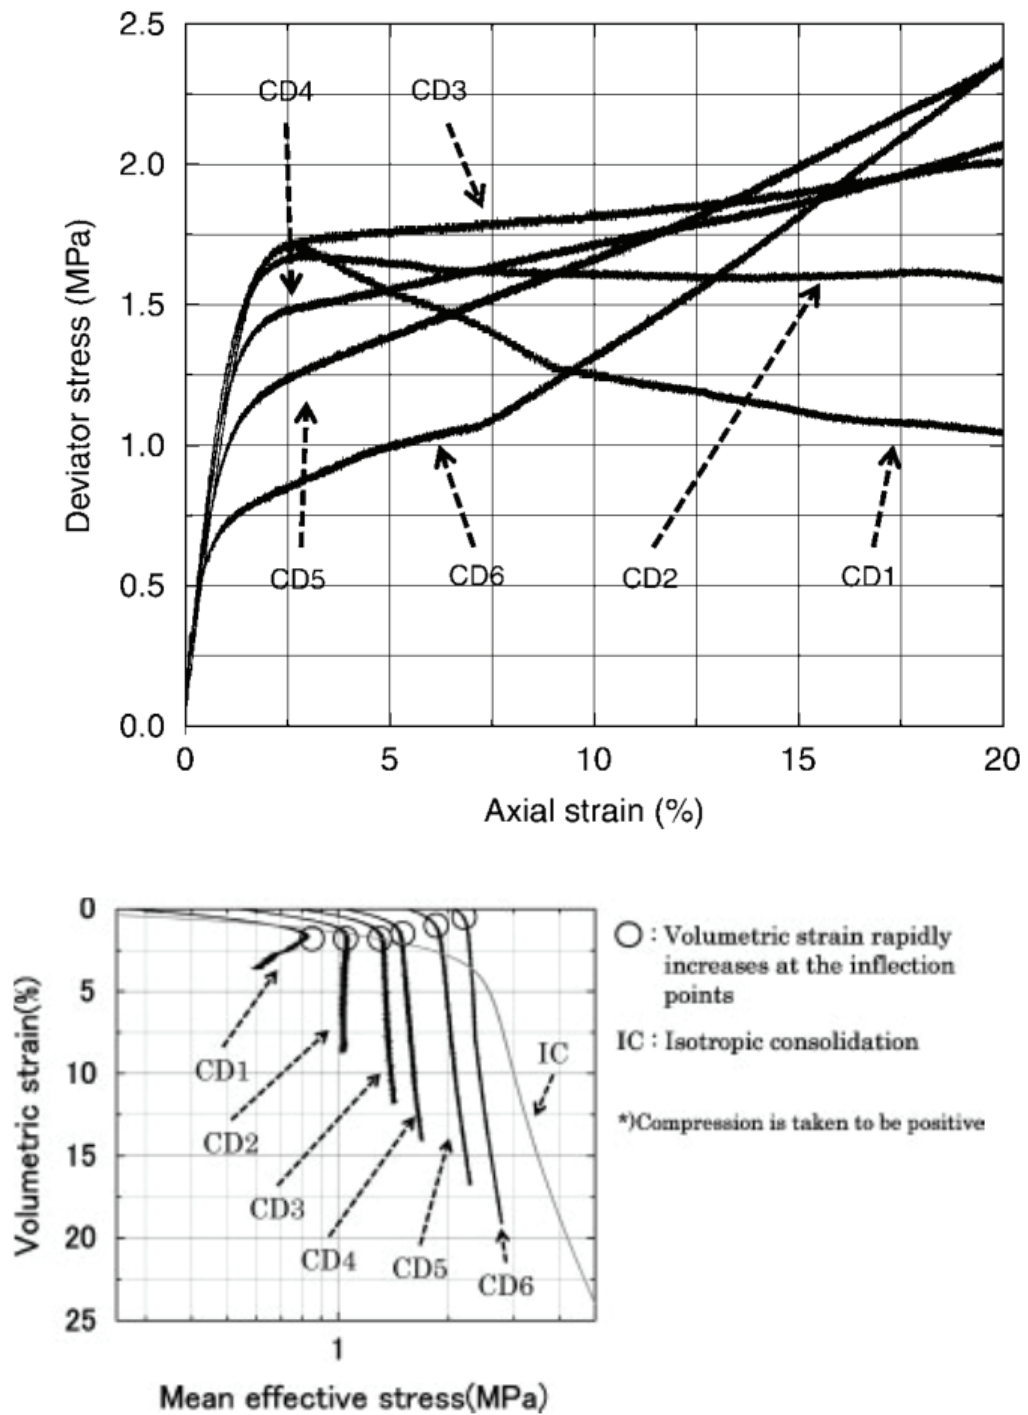 2.5
CD4
CD3
2.0
1.5
1.0
0.5
0.0
Deviator stress (MPa)
CD5
CD6
CD2
CD1
0
5
10
15
20
Axial strain (%)
0
5
10
15
20
25
Volumetric strain(%)
CD1
CD2
CD3
CD4
CD5
CD6
IC
1
Mean effective stress(MPa)
○ : Volumetric strain rapidly
increases at the inflection
points
IC : Isotropic consolidation
*)Compression is taken to be positive